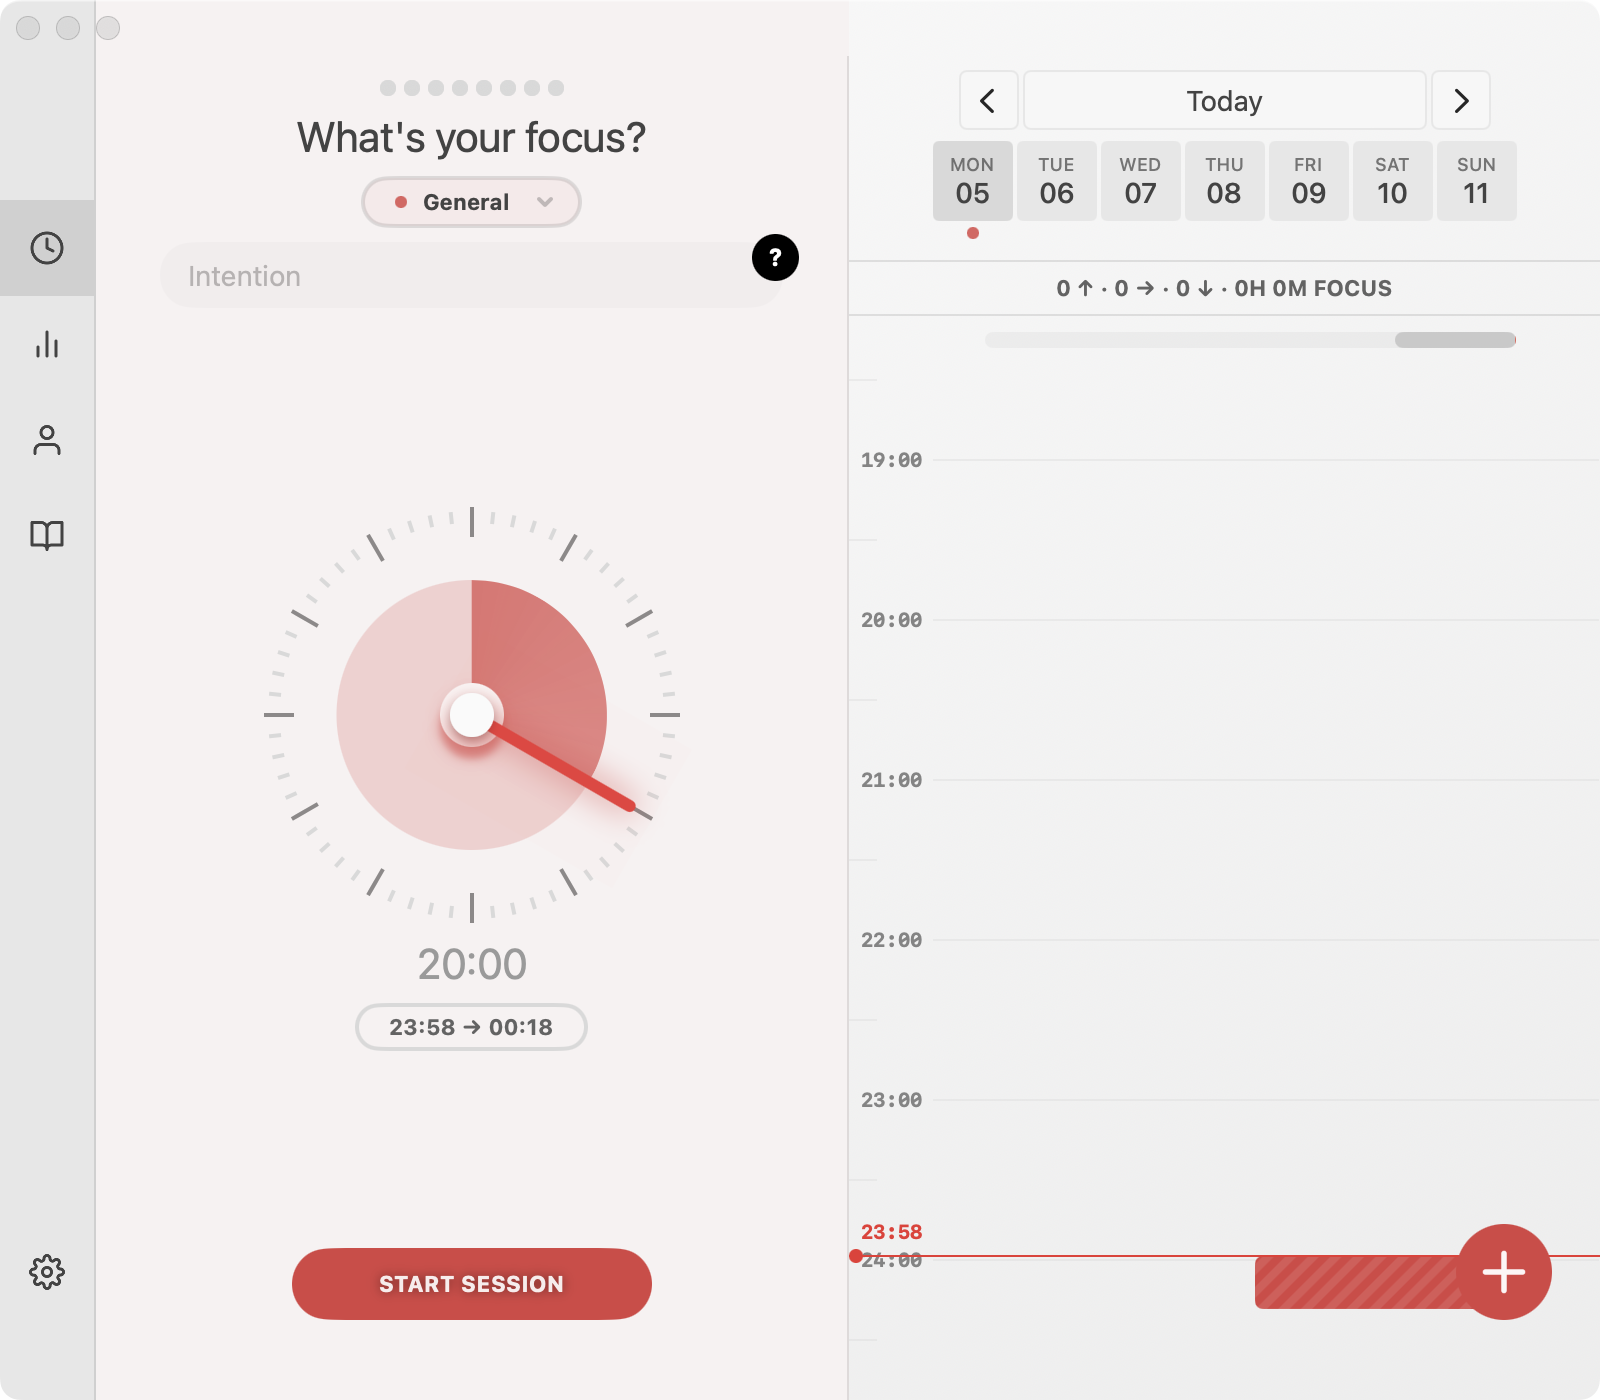 What's your focus?
General
Intention
?
20:00
23:58 → 00:18
START SESSION
Today
MON TUE WED THU FRI SAT SUN
05 06 07 08 09 10 11
0 ↑ · 0 → · 0 ↓ · 0H 0M FOCUS
19:00
20:00
21:00
22:00
23:00
23:58
24:00